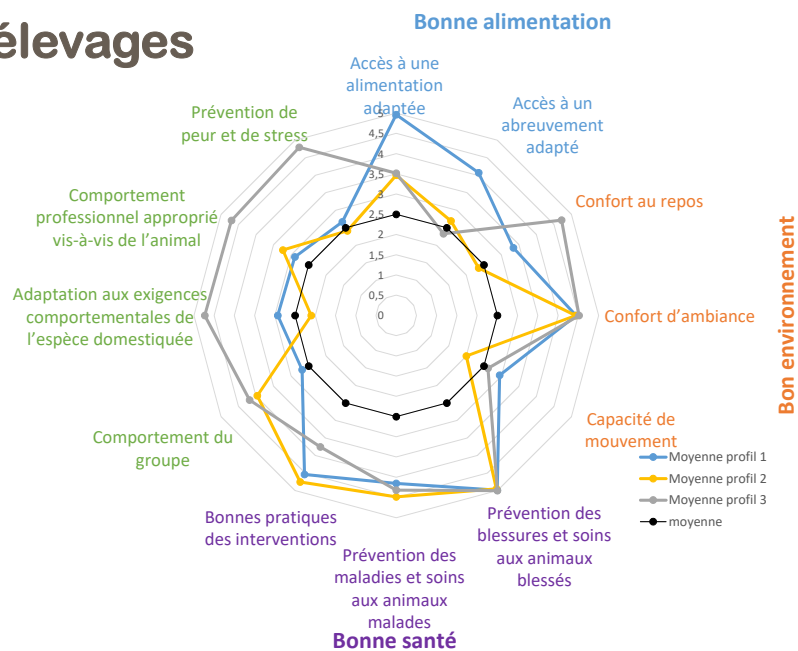 élevages
Bonne alimentation
Accès à une
alimentation
adaptée
Accès à un
abreuvement
adapté
Confort au repos
Bon environnement
Confort d'ambiance
Capacité de
mouvement
Moyenne profil 1
Moyenne profil 2
Moyenne profil 3
moyenne
Prévention des
blessures et soins
aux animaux
blessés
Prévention des
maladies et soins
aux animaux
malades
Bonne santé
Bonnes pratiques
des interventions
Comportement du
groupe
Adaptation aux exigences
comportementales de
l'espèce domestiquée
Comportement
professionnel approprié
vis-à-vis de l'animal
Prévention de
peur et de stress
5
4,5
4
3,5
3
2,5
2
1,5
1
0,5
0